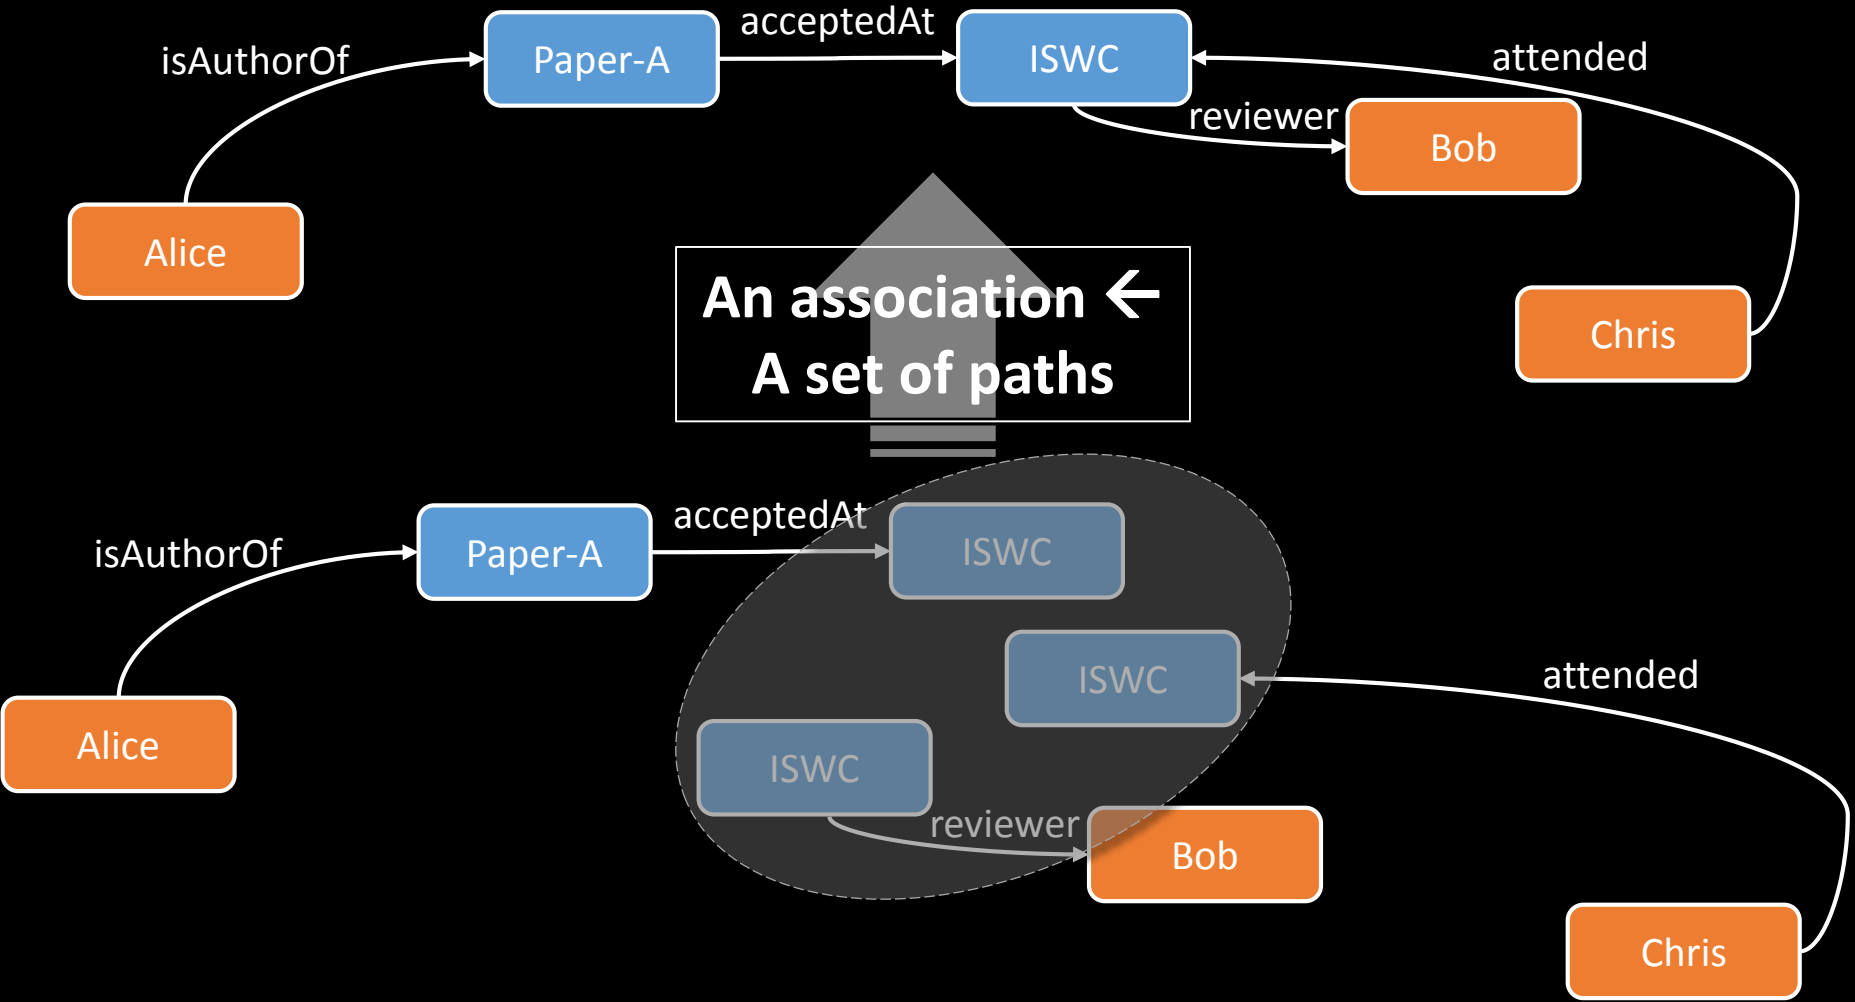 acceptedAt
isAuthorOf
Paper-A
ISWC
attended
reviewer
Bob
Alice
An association ←
A set of paths
Chris
acceptedAt
isAuthorOf
Paper-A
ISWC
ISWC
attended
Alice
ISWC
reviewer
Bob
Chris